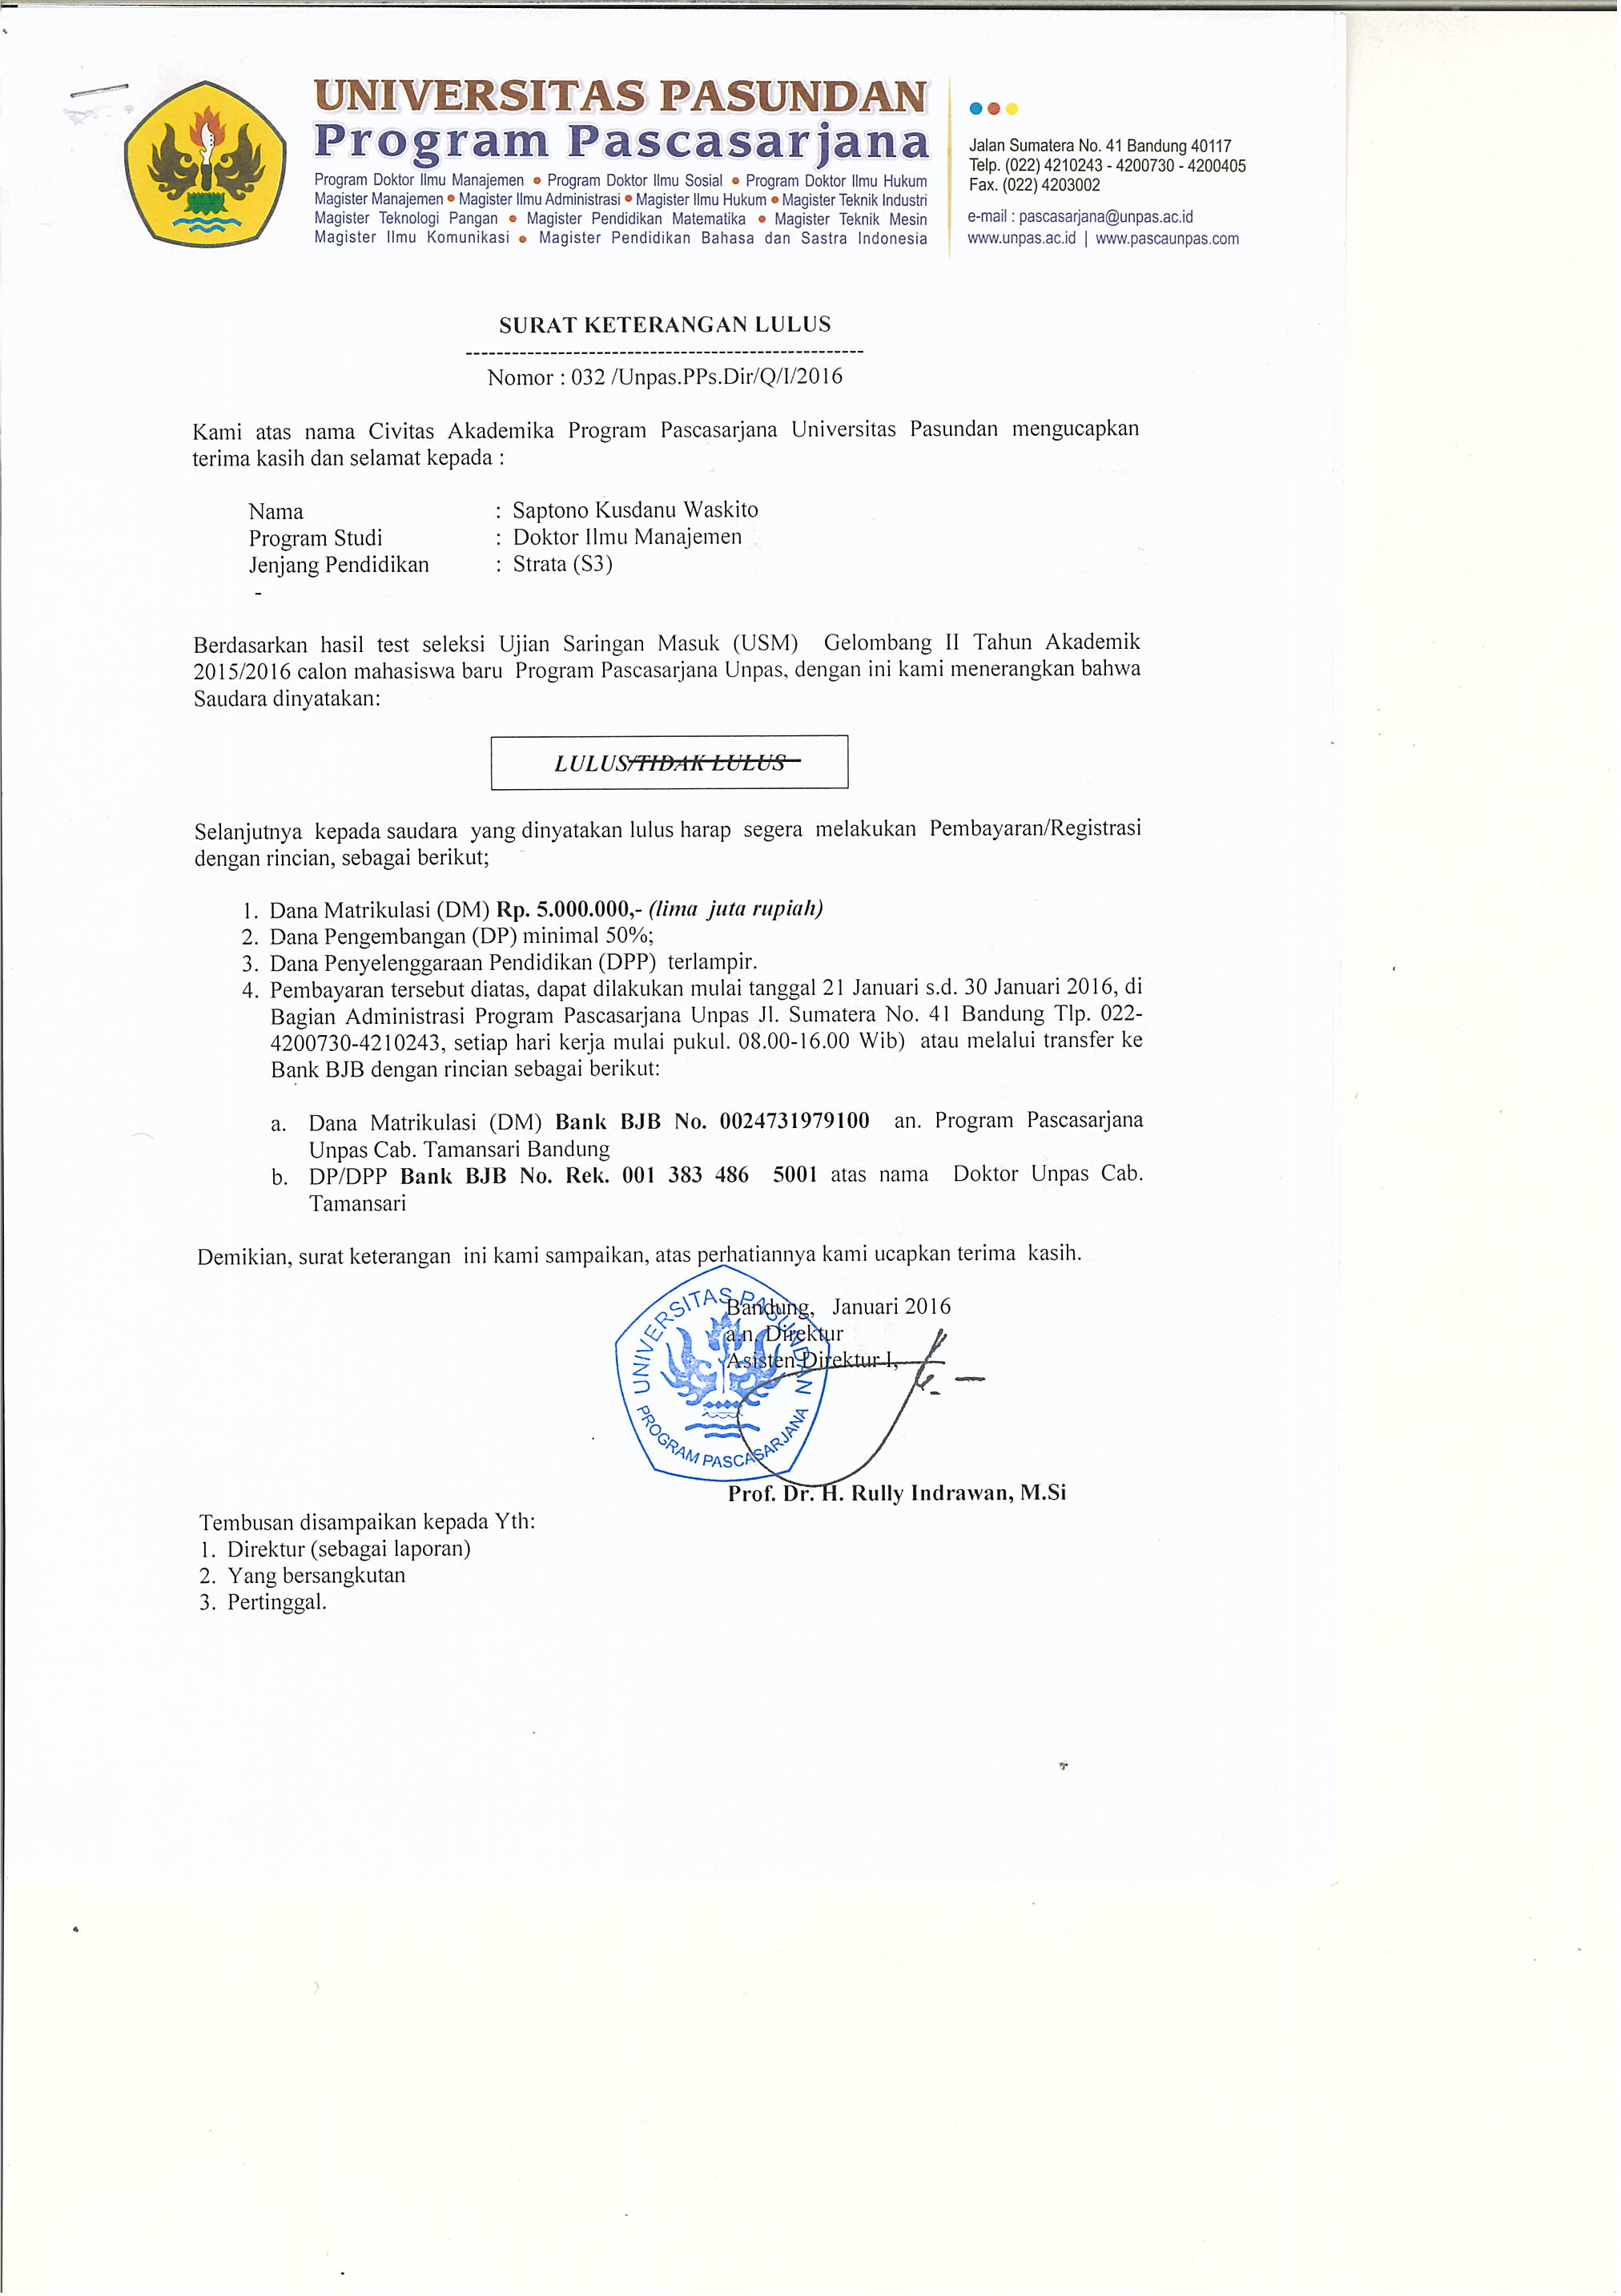 UNIVERSITAS PASUNDAN
Program Pascasarjana
Program Doktor Ilmu Manajemen • Program Doktor Ilmu Sosial • Program Doktor Ilmu Hukum
Magister Manajemen • Magister Ilmu Administrasi • Magister Ilmu Hukum • Magister Teknik Industri
Magister Teknologi Pangan • Magister Pendidikan Matematika • Magister Teknik Mesin
Magister Ilmu Komunikasi • Magister Pendidikan Bahasa dan Sastra Indonesia
Jalan Sumatera No. 41 Bandung 40117
Telp. (022) 4210243 - 4200730 - 4200405
Fax. (022) 4203002
e-mail : pascasarjana@unpas.ac.id
www.unpas.ac.id | www.pascaunpas.com
SURAT KETERANGAN LULUS
----------------------------------------------------
Nomor : 032 /Unpas.PPs.Dir/Q/I/2016
Kami atas nama Civitas Akademika Program Pascasarjana Universitas Pasundan mengucapkan
terima kasih dan selamat kepada :
Nama : Saptono Kusdanu Waskito
Program Studi : Doktor Ilmu Manajemen
Jenjang Pendidikan : Strata (S3)
-
Berdasarkan hasil test seleksi Ujian Saringan Masuk (USM) Gelombang II Tahun Akademik
2015/2016 calon mahasiswa baru Program Pascasarjana Unpas, dengan ini kami menerangkan bahwa
Saudara dinyatakan:
LULUS/TIDAK LULUS
Selanjutnya kepada saudara yang dinyatakan lulus harap segera melakukan Pembayaran/Registrasi
dengan rincian, sebagai berikut;
1. Dana Matrikulasi (DM) Rp. 5.000.000,- (lima juta rupiah)
2. Dana Pengembangan (DP) minimal 50%;
3. Dana Penyelenggaraan Pendidikan (DPP) terlampir.
4. Pembayaran tersebut diatas, dapat dilakukan mulai tanggal 21 Januari s.d. 30 Januari 2016, di
Bagian Administrasi Program Pascasarjana Unpas Jl. Sumatera No. 41 Bandung Tlp. 022-
4200730-4210243, setiap hari kerja mulai pukul. 08.00-16.00 Wib) atau melalui transfer ke
Bank BJB dengan rincian sebagai berikut:
a. Dana Matrikulasi (DM) Bank BJB No. 0024731979100 an. Program Pascasarjana
Unpas Cab. Tamansari Bandung
b. DP/DPP Bank BJB No. Rek. 001 383 486 5001 atas nama Doktor Unpas Cab.
Tamansari
Demikian, surat keterangan ini kami sampaikan, atas perhatiannya kami ucapkan terima kasih.
Bandung, Januari 2016
a.n. Direktur
Asisten Direktur I,
UNIVERSITAS PASUNDAN
PROGRAM PASCASARJANA
Prof. Dr. H. Rully Indrawan, M.Si
Tembusan disampaikan kepada Yth:
1. Direktur (sebagai laporan)
2. Yang bersangkutan
3. Pertinggal.